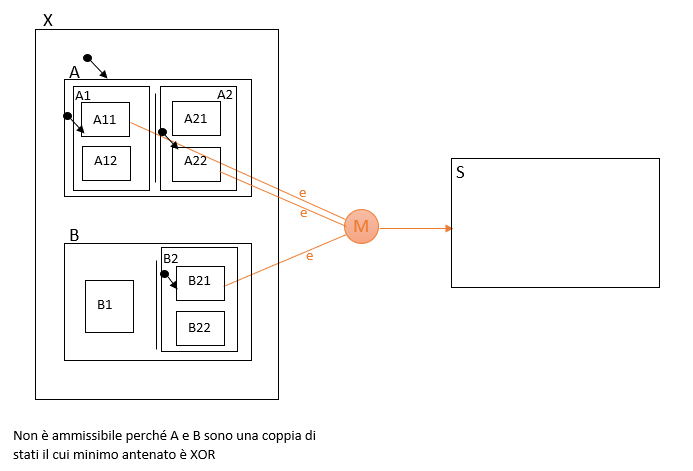 X
A
A1
A2
A11
A21
A12
A22
e
e
M
S
B
B2
e
B1
B21
B22
Non è ammissibile perché A e B sono una coppia di
stati il cui minimo antenato è XOR